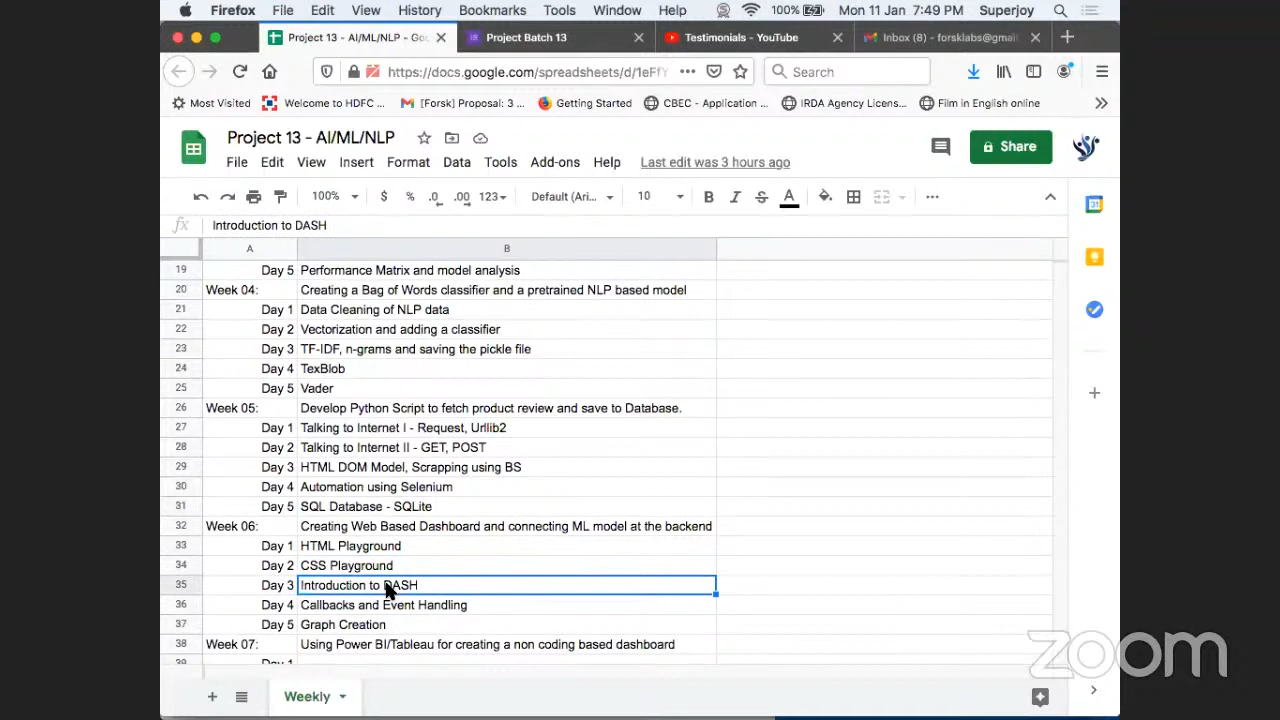 Firefox File Edit View History Bookmarks Tools Window Help 100% Mon 11 Jan 7:49 PM Superjoy
Project 13 - AI/ML/NLP - Go Project Batch 13 Testimonials - YouTube Inbox (8) - forsklabs@gmai
https://docs.google.com/spreadsheets/d/1eFfY Search
Most Visited Welcome to HDFC ... [Forsk] Proposal: 3 ... Getting Started CBEC - Application ... IRDA Agency Licens... Film in English online
Project 13 - AI/ML/NLP
Share
File Edit View Insert Format Data Tools Add-ons Help Last edit was 3 hours ago
100% $ % .0 .00 123 Default (Ari... 10 B I S A
fx Introduction to DASH
A B
19 Day 5 Performance Matrix and model analysis
20 Week 04: Creating a Bag of Words classifier and a pretrained NLP based model
21 Day 1 Data Cleaning of NLP data
22 Day 2 Vectorization and adding a classifier
23 Day 3 TF-IDF, n-grams and saving the pickle file
24 Day 4 TexBlob
25 Day 5 Vader
26 Week 05: Develop Python Script to fetch product review and save to Database.
27 Day 1 Talking to Internet I - Request, Urllib2
28 Day 2 Talking to Internet II - GET, POST
29 Day 3 HTML DOM Model, Scrapping using BS
30 Day 4 Automation using Selenium
31 Day 5 SQL Database - SQLite
32 Week 06: Creating Web Based Dashboard and connecting ML model at the backend
33 Day 1 HTML Playground
34 Day 2 CSS Playground
35 Day 3 Introduction to DASH
36 Day 4 Callbacks and Event Handling
37 Day 5 Graph Creation
38 Week 07: Using Power BI/Tableau for creating a non coding based dashboard
39 Day 1
zoom
Weekly